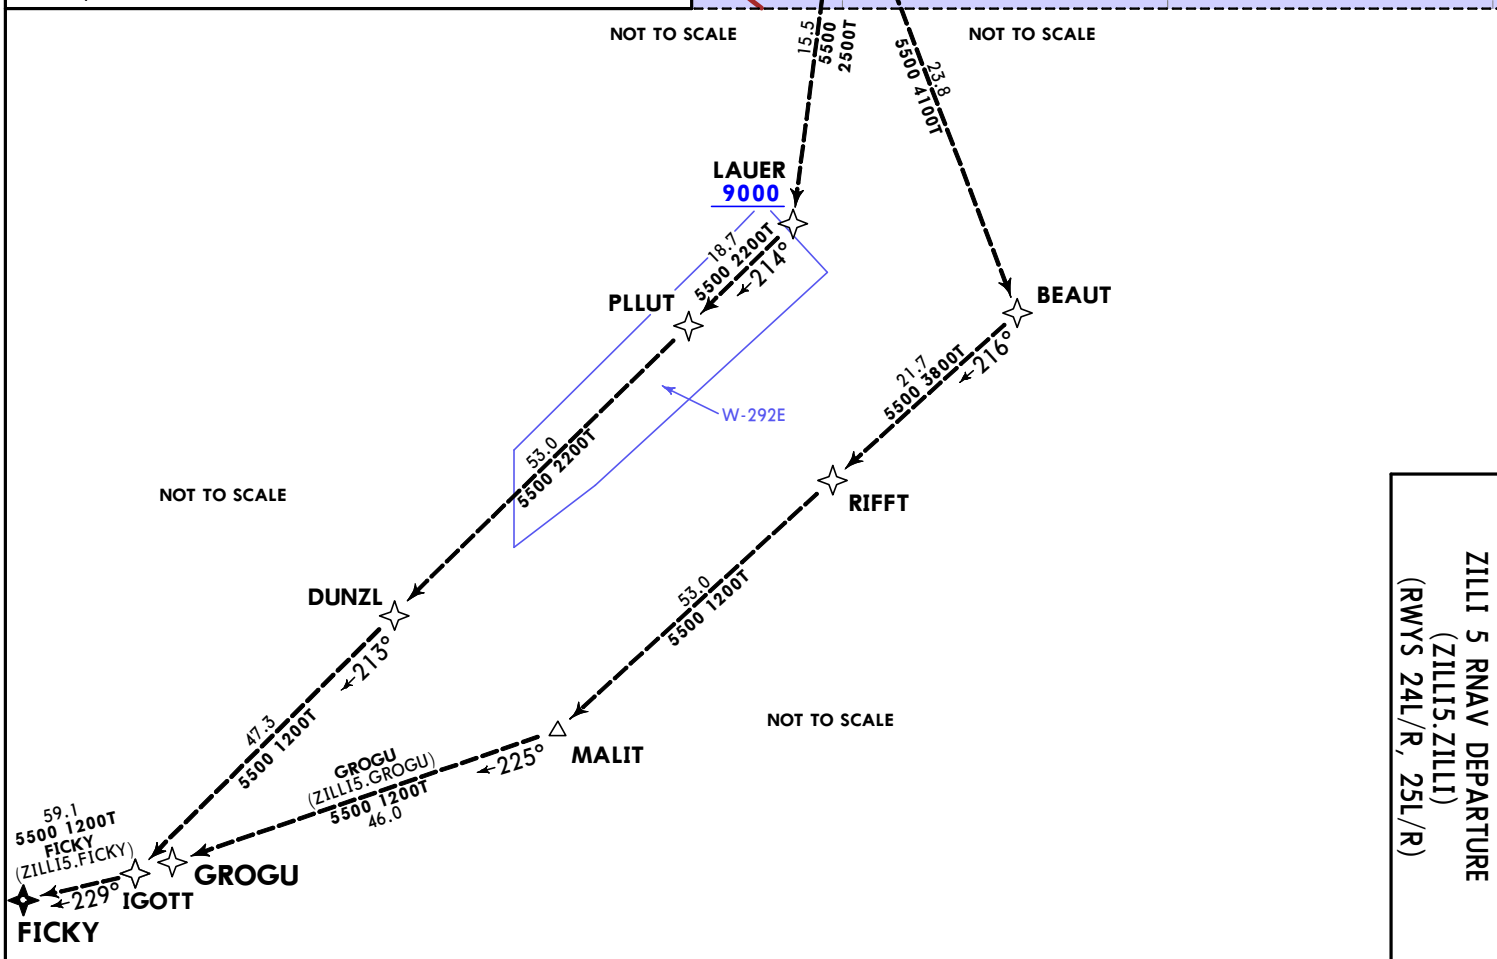 NOT TO SCALE
15.5
5500
2500T
23.8
5500 4100T
NOT TO SCALE
LAUER
9000
18.7
5500 2200T
←214°
PLLUT
BEAUT
←216°
21.7
5500 3800T
W-292E
53.0
5500 2200T
NOT TO SCALE
RIFFT
53.0
5500 1200T
DUNZL
←213°
47.3
5500 1200T
NOT TO SCALE
MALIT
←225°
GROGU
(ZILLI5.GROGU)
5500 1200T
46.0
59.1
5500 1200T
FICKY
(ZILLI5.FICKY)
←229°
IGOTT
GROGU
FICKY
ZILLI 5 RNAV DEPARTURE
(ZILLI5.ZILLI)
(RWYS 24L/R, 25L/R)